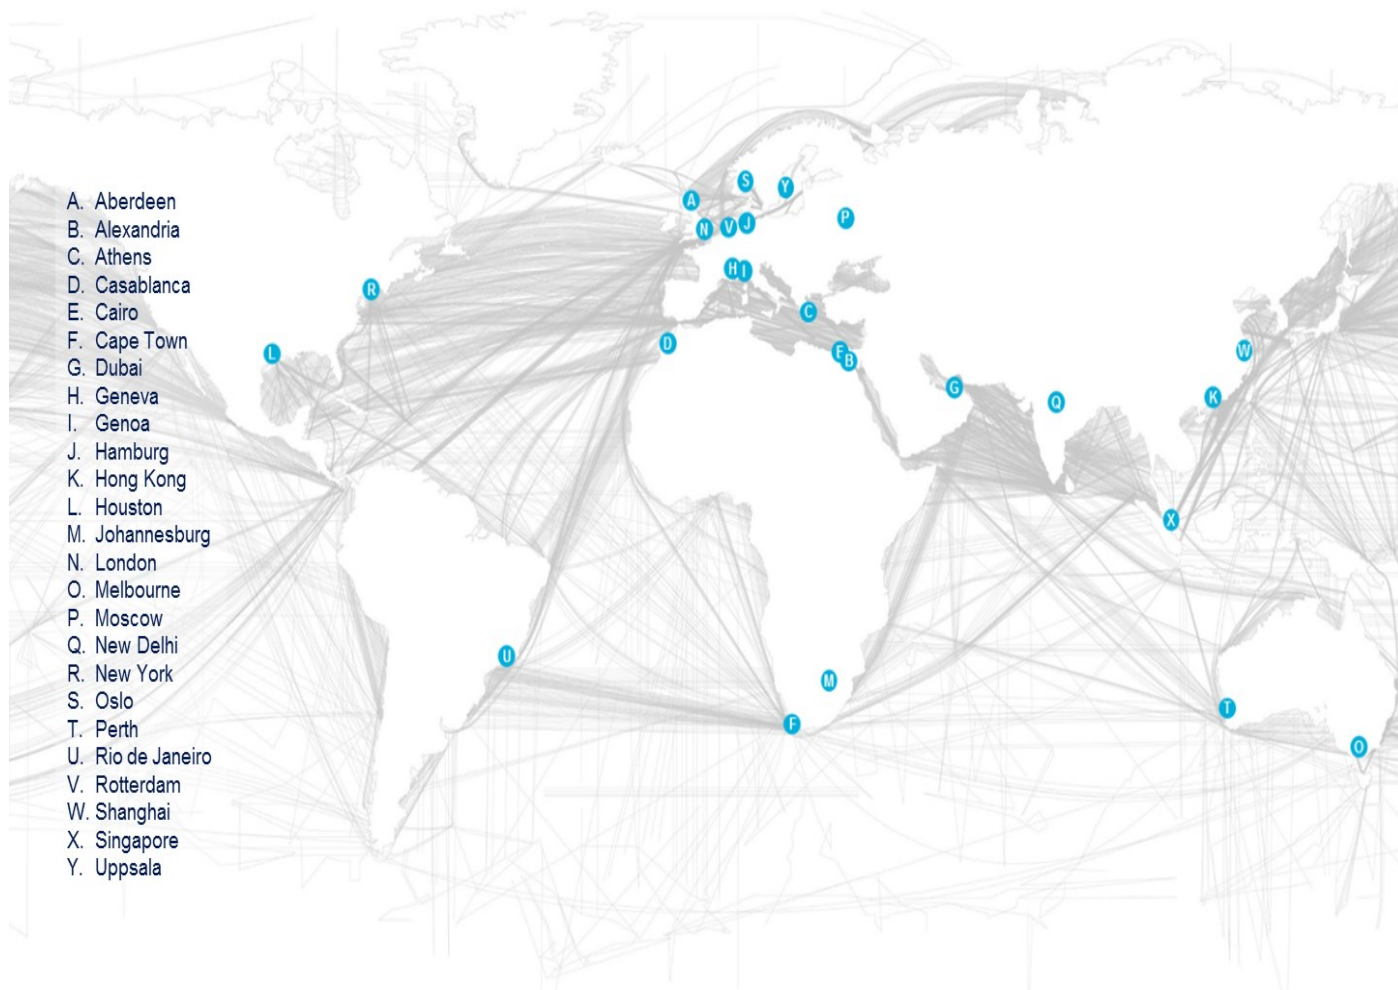 A. Aberdeen
B. Alexandria
C. Athens
D. Casablanca
E. Cairo
F. Cape Town
G. Dubai
H. Geneva
I. Genoa
J. Hamburg
K. Hong Kong
L. Houston
M. Johannesburg
N. London
O. Melbourne
P. Moscow
Q. New Delhi
R. New York
S. Oslo
T. Perth
U. Rio de Janeiro
V. Rotterdam
W. Shanghai
X. Singapore
Y. Uppsala
S
Y
A
P
N
V
J
H
I
R
C
D
L
E
B
W
G
Q
K
X
U
M
F
T
O